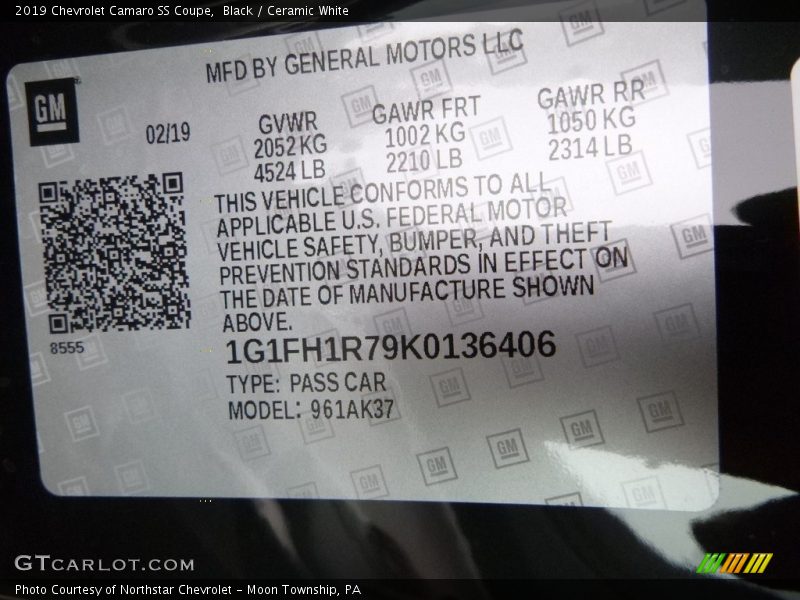 2019 Chevrolet Camaro SS Coupe, Black / Ceramic White
MFD BY GENERAL MOTORS LLC
GM
02/19
GVWR GAWR FRT GAWR RR
2052 KG 1002 KG 1050 KG
4524 LB 2210 LB 2314 LB
THIS VEHICLE CONFORMS TO ALL
APPLICABLE U.S. FEDERAL MOTOR
VEHICLE SAFETY, BUMPER, AND THEFT
PREVENTION STANDARDS IN EFFECT ON
THE DATE OF MANUFACTURE SHOWN
ABOVE.
8555
1G1FH1R79K0136406
TYPE: PASS CAR
MODEL: 961AK37
GTCARLOT.COM
Photo Courtesy of Northstar Chevrolet - Moon Township, PA